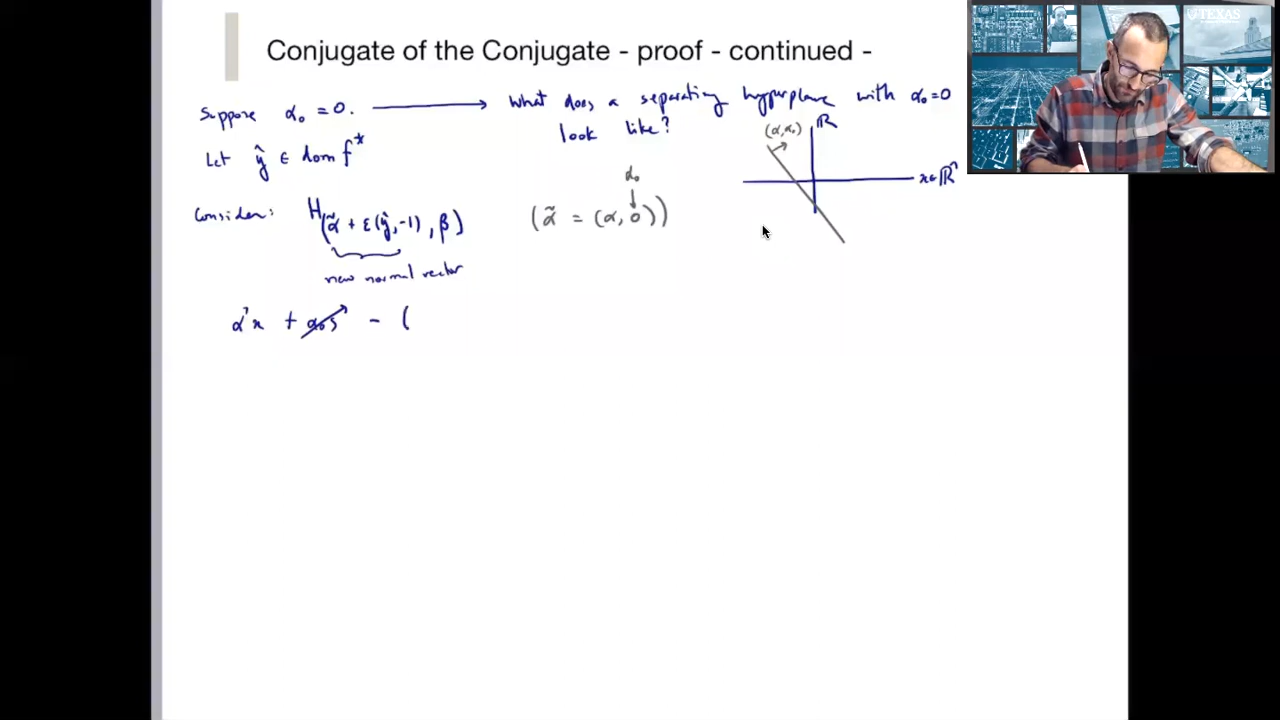 Conjugate of the Conjugate - proof - continued -
Suppose α₀ = 0. ⟶ What does a separating hyperplane with α₀=0
look like?
Let ŷ ∈ dom f*
(α,α₀) ℝ
x∈ℝⁿ
α₀
↓
Consider: H(α̃ + ε(ŷ,-1), β) (α̃ = (α, 0))
new normal vector
αᵀx + α₀s - (
TEXAS